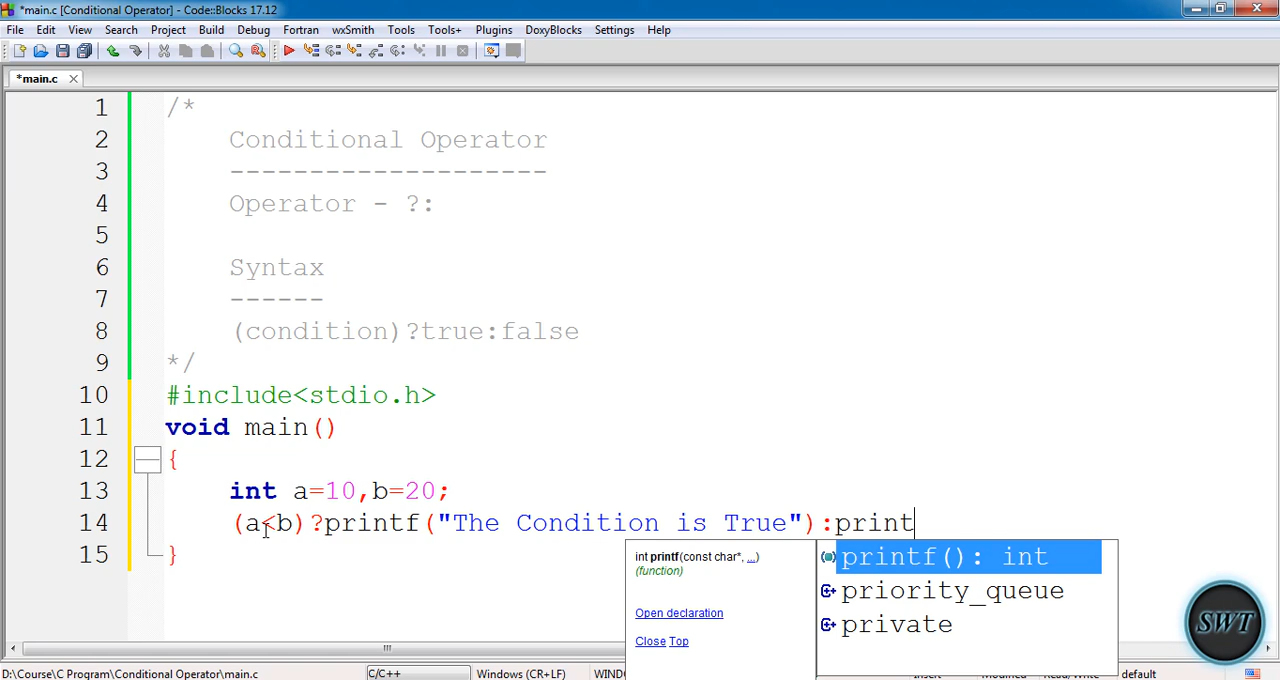 *main.c [Conditional Operator] - Code::Blocks 17.12
File Edit View Search Project Build Debug Fortran wxSmith Tools Tools+ Plugins DoxyBlocks Settings Help
*main.c
1 /*
2 Conditional Operator
3 --------------------
4 Operator - ?:
5
6 Syntax
7 ------
8 (condition)?true:false
9 */
10 #include<stdio.h>
11 void main()
12 {
13 int a=10,b=20;
14 (a<b)?printf("The Condition is True"):print
15 }
int printf(const char*, ...)
(function)
Open declaration
Close Top
printf(): int
priority_queue
private
SWT
D:\Course\C Program\Conditional Operator\main.c C/C++ Windows (CR+LF) WIND default